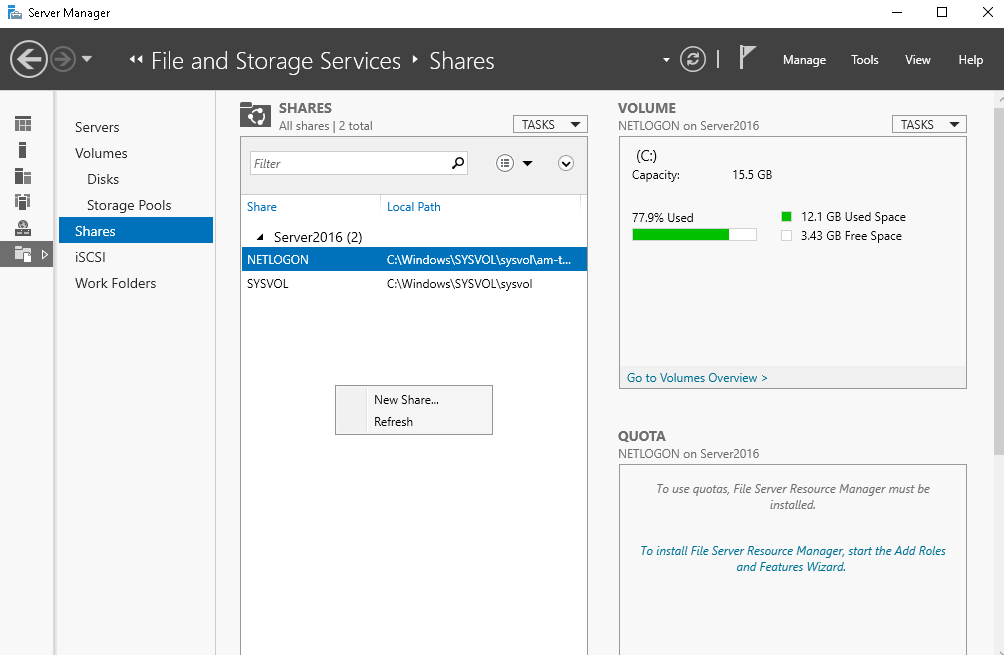 Server Manager
File and Storage Services
Shares
Manage
Tools
View
Help
Servers
Volumes
Disks
Storage Pools
Shares
iSCSI
Work Folders
SHARES
All shares | 2 total
TASKS
Filter
Share
Local Path
Server2016 (2)
NETLOGON
C:\Windows\SYSVOL\sysvol\am-t...
SYSVOL
C:\Windows\SYSVOL\sysvol
New Share...
Refresh
VOLUME
NETLOGON on Server2016
TASKS
(C:)
Capacity:
15.5 GB
77.9% Used
12.1 GB Used Space
3.43 GB Free Space
Go to Volumes Overview >
QUOTA
NETLOGON on Server2016
To use quotas, File Server Resource Manager must be
installed.
To install File Server Resource Manager, start the Add Roles
and Features Wizard.